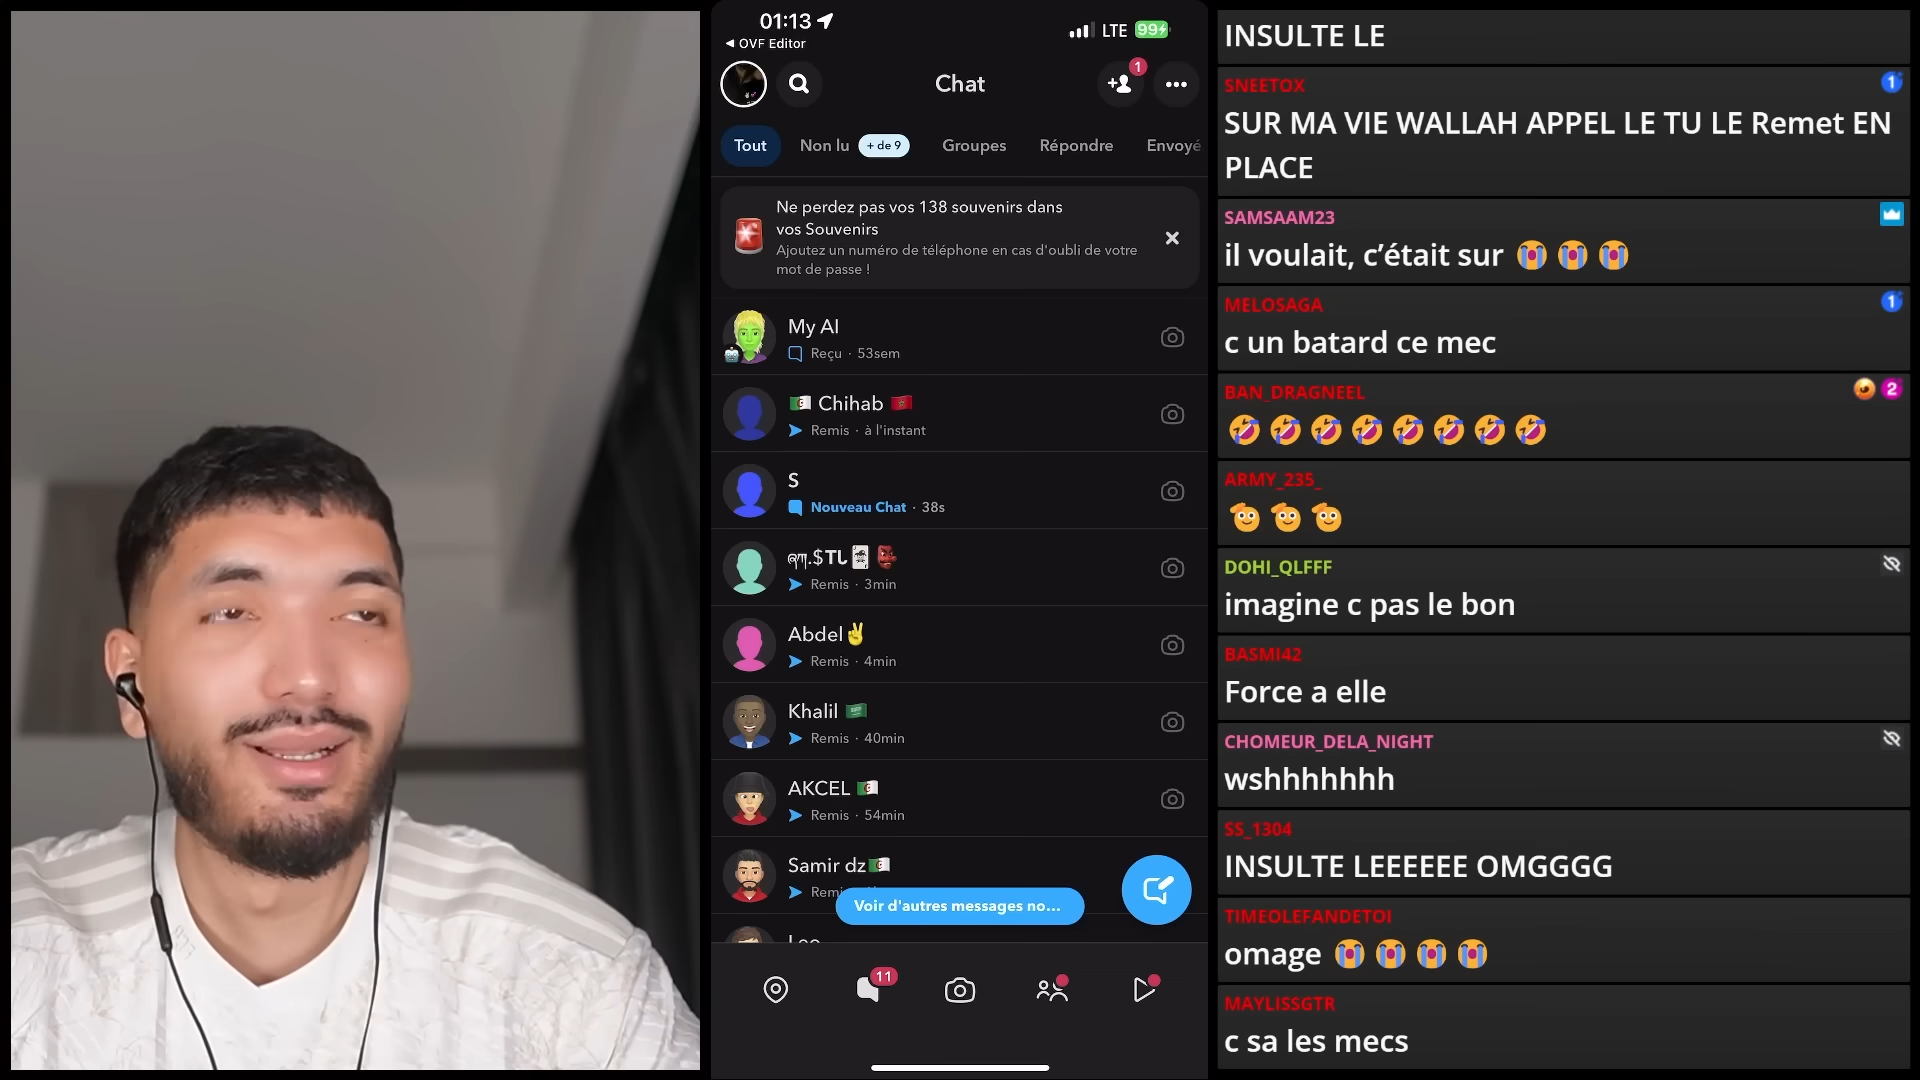 01:13
LTE
99
◀ OVF Editor
Chat
1
Tout
Non lu
+ de 9
Groupes
Répondre
Envoyé
Ne perdez pas vos 138 souvenirs dans
vos Souvenirs
Ajoutez un numéro de téléphone en cas d'oubli de votre
mot de passe !
My AI
Reçu · 53sem
🇩🇿 Chihab 🇲🇦
Remis · à l'instant
S
Nouveau Chat · 38s
Remis · 3min
Abdel✌️
Remis · 4min
Khalil 🇸🇦
Remis · 40min
AKCEL 🇩🇿
Remis · 54min
Samir dz🇩🇿
Voir d'autres messages no...
11
INSULTE LE
SNEETOX
1
SUR MA VIE WALLAH APPEL LE TU LE Remet EN
PLACE
SAMSAAM23
il voulait, c’était sur 😭 😭 😭
MELOSAGA
1
c un batard ce mec
BAN_DRAGNEEL
2
🤣 🤣 🤣 🤣 🤣 🤣 🤣 🤣
ARMY_235_
🫡 🫡 🫡
DOHI_QLFFF
imagine c pas le bon
BASMI42
Force a elle
CHOMEUR_DELA_NIGHT
wshhhhhhh
SS_1304
INSULTE LEEEEEE OMGGGG
TIMEOLEFANDETOI
omage 😭 😭 😭 😭
MAYLISSGTR
c sa les mecs